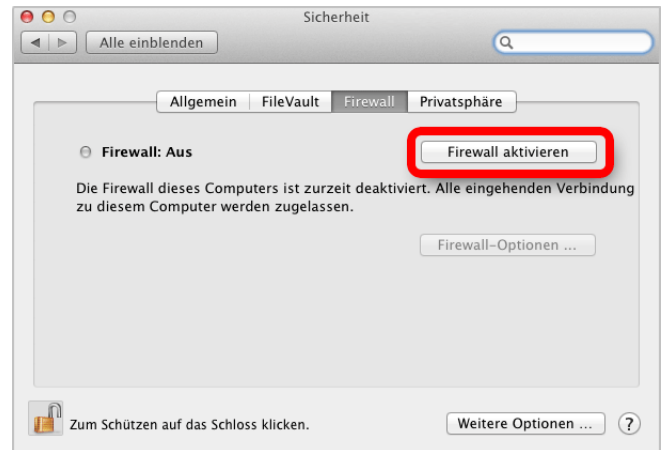 Sicherheit
Alle einblenden
Allgemein FileVault Firewall Privatsphäre
Firewall: Aus Firewall aktivieren
Die Firewall dieses Computers ist zurzeit deaktiviert. Alle eingehenden Verbindung
zu diesem Computer werden zugelassen.
Firewall-Optionen ...
Zum Schützen auf das Schloss klicken. Weitere Optionen ... ?